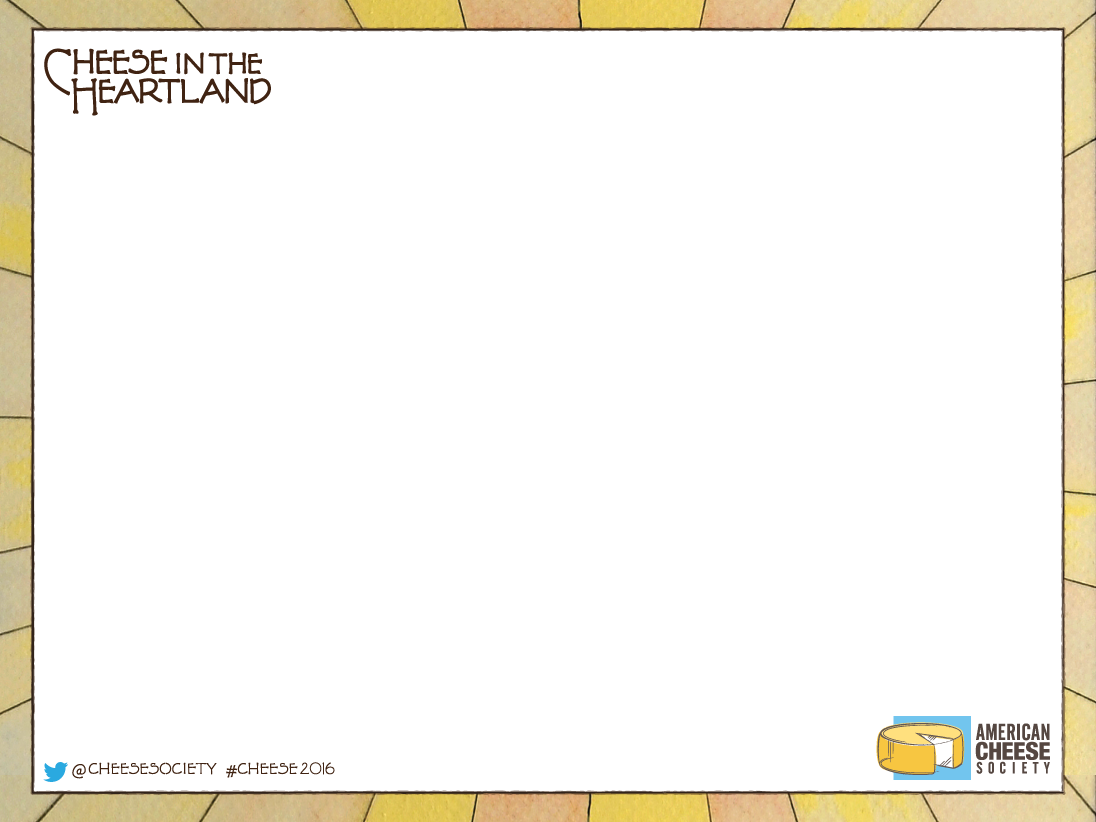 CHEESE IN THE
HEARTLAND
@CHEESESOCIETY #CHEESE2016
AMERICAN
CHEESE
SOCIETY